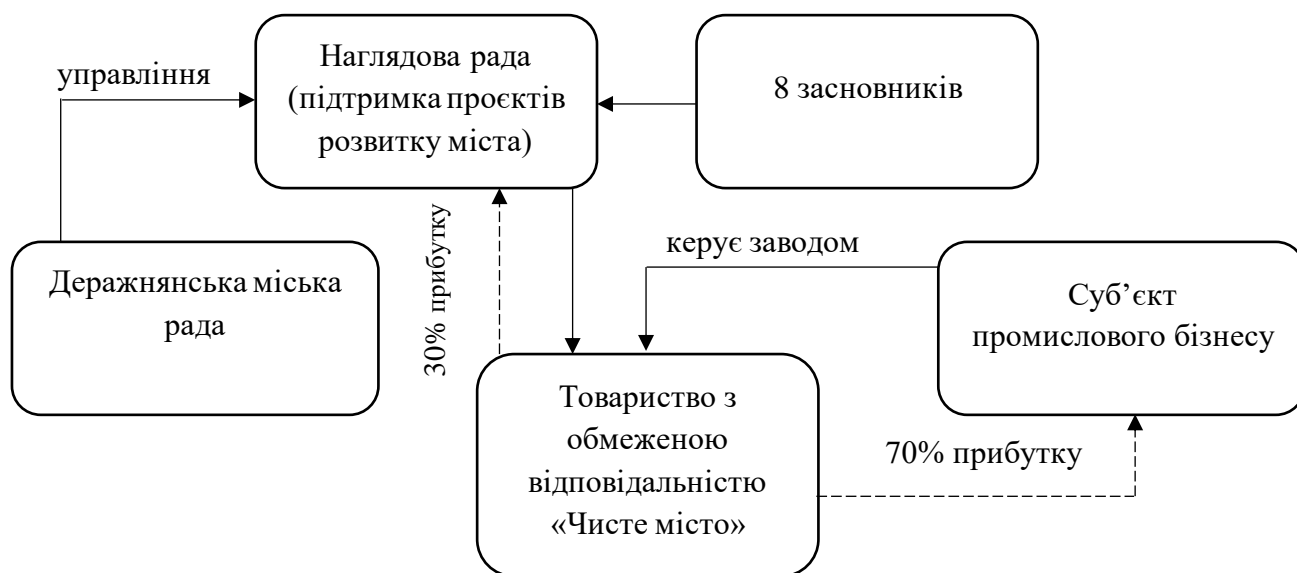 управління
Наглядова рада
(підтримка проєктів
розвитку міста)
8 засновників
Деражнянська міська
рада
30% прибутку
керує заводом
Суб’єкт
промислового бізнесу
Товариство з
обмеженою
відповідальністю
«Чисте місто»
70% прибутку